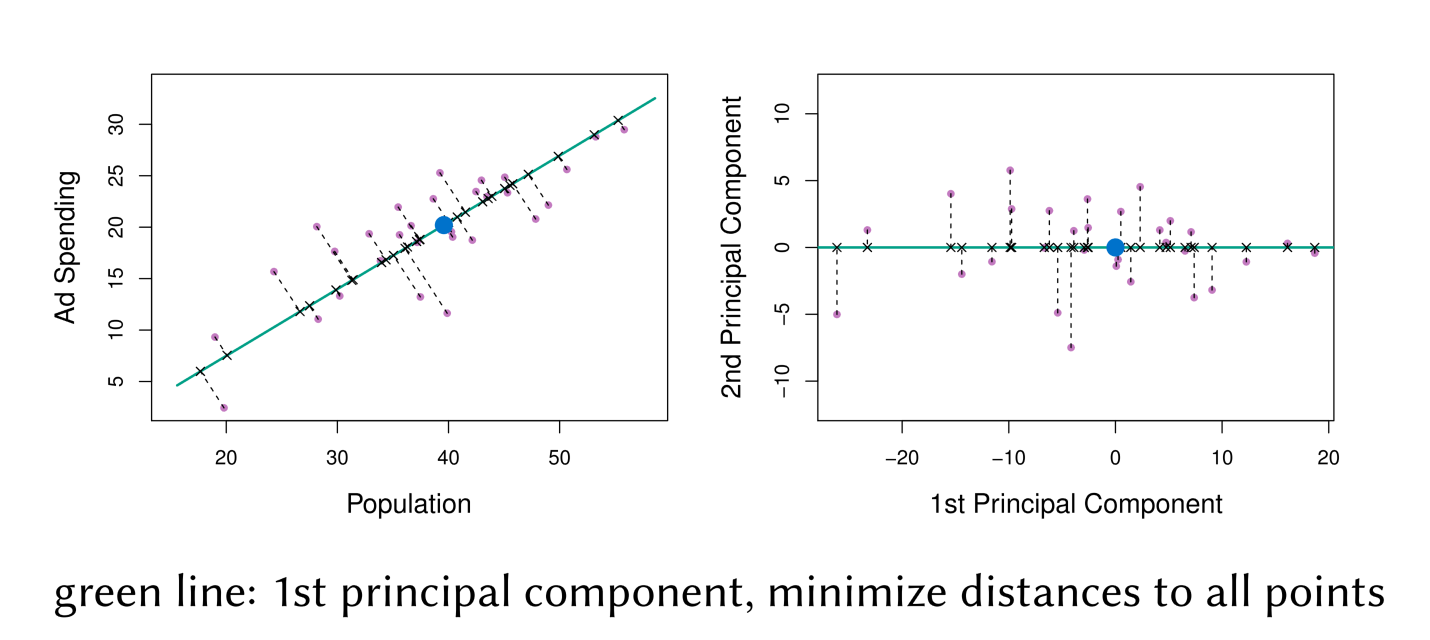 30
25
20
15
10
5
Ad Spending
20 30 40 50
Population
10
5
0
−5
−10
2nd Principal Component
−20 −10 0 10 20
1st Principal Component
green line: 1st principal component, minimize distances to all points